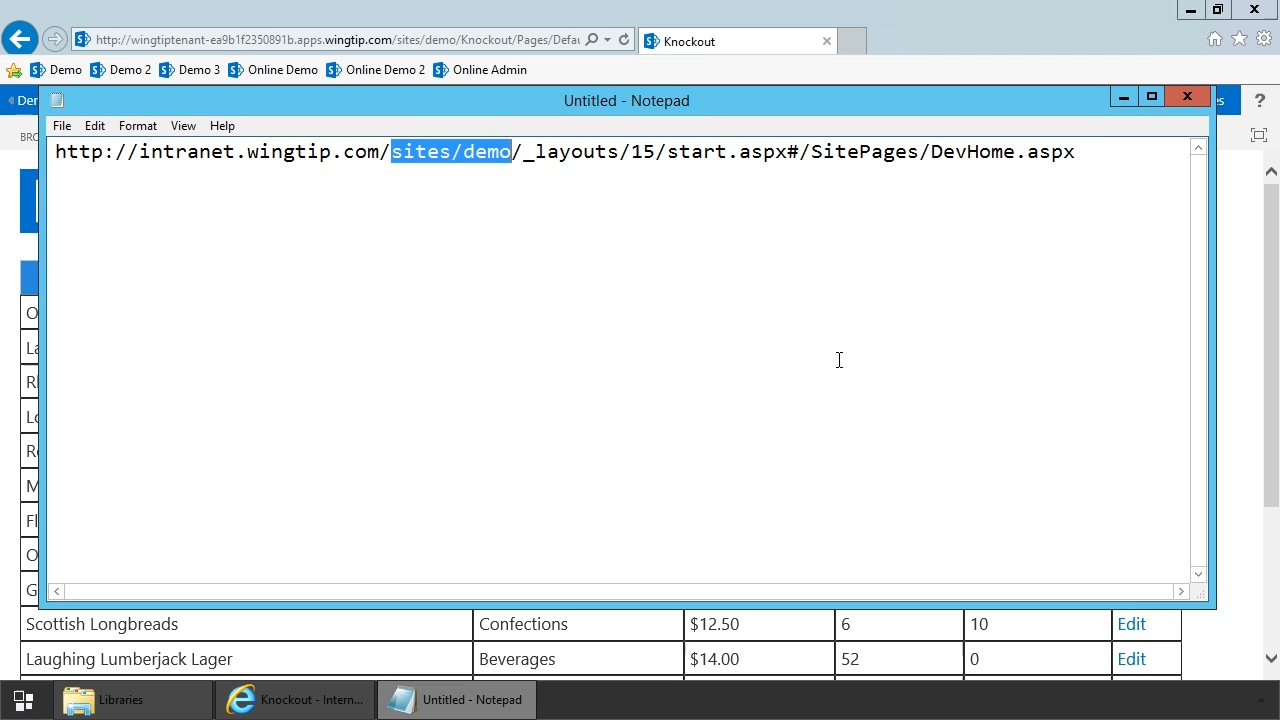 http://wingtiptenant-ea9b1f2350891b.apps.wingtip.com/sites/demo/Knockout/Pages/Defau
Knockout
Demo
Demo 2
Demo 3
Online Demo
Online Demo 2
Online Admin
Untitled - Notepad
?
File Edit Format View Help
http://intranet.wingtip.com/sites/demo/_layouts/15/start.aspx#/SitePages/DevHome.aspx
Scottish Longbreads Confections $12.50 6 10 Edit
Laughing Lumberjack Lager Beverages $14.00 52 0 Edit
Libraries
Knockout - Intern...
Untitled - Notepad